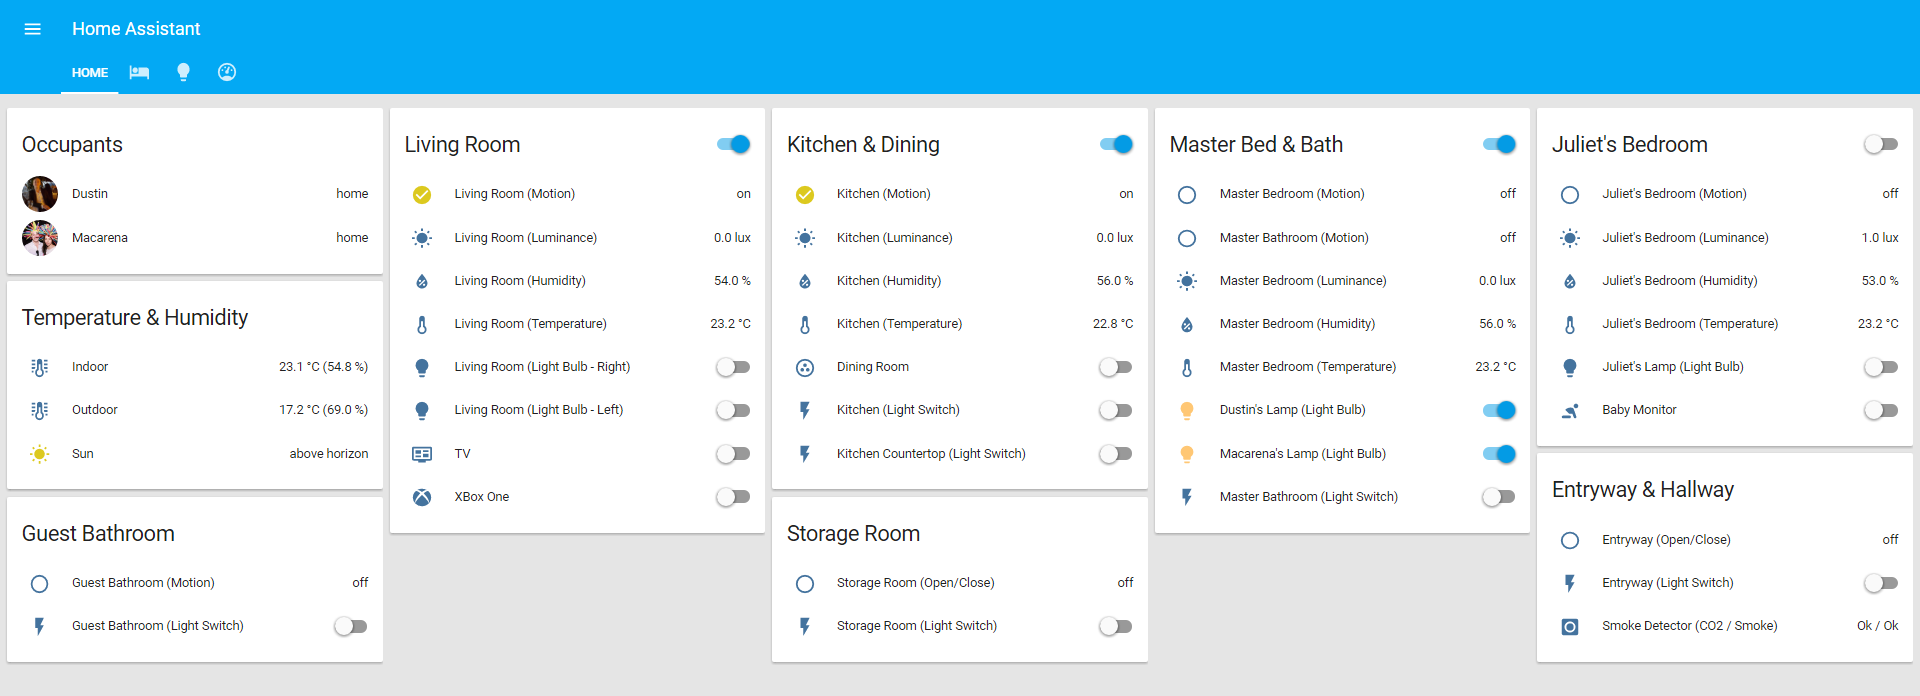 Home Assistant
HOME
Occupants
Dustin home
Macarena home
Temperature & Humidity
Indoor 23.1 °C (54.8 %)
Outdoor 17.2 °C (69.0 %)
Sun above horizon
Guest Bathroom
Guest Bathroom (Motion) off
Guest Bathroom (Light Switch)
Living Room
Living Room (Motion) on
Living Room (Luminance) 0.0 lux
Living Room (Humidity) 54.0 %
Living Room (Temperature) 23.2 °C
Living Room (Light Bulb - Right)
Living Room (Light Bulb - Left)
TV
XBox One
Kitchen & Dining
Kitchen (Motion) on
Kitchen (Luminance) 0.0 lux
Kitchen (Humidity) 56.0 %
Kitchen (Temperature) 22.8 °C
Dining Room
Kitchen (Light Switch)
Kitchen Countertop (Light Switch)
Storage Room
Storage Room (Open/Close) off
Storage Room (Light Switch)
Master Bed & Bath
Master Bedroom (Motion) off
Master Bathroom (Motion) off
Master Bedroom (Luminance) 0.0 lux
Master Bedroom (Humidity) 56.0 %
Master Bedroom (Temperature) 23.2 °C
Dustin's Lamp (Light Bulb)
Macarena's Lamp (Light Bulb)
Master Bathroom (Light Switch)
Juliet's Bedroom
Juliet's Bedroom (Motion) off
Juliet's Bedroom (Luminance) 1.0 lux
Juliet's Bedroom (Humidity) 53.0 %
Juliet's Bedroom (Temperature) 23.2 °C
Juliet's Lamp (Light Bulb)
Baby Monitor
Entryway & Hallway
Entryway (Open/Close) off
Entryway (Light Switch)
Smoke Detector (CO2 / Smoke) Ok / Ok